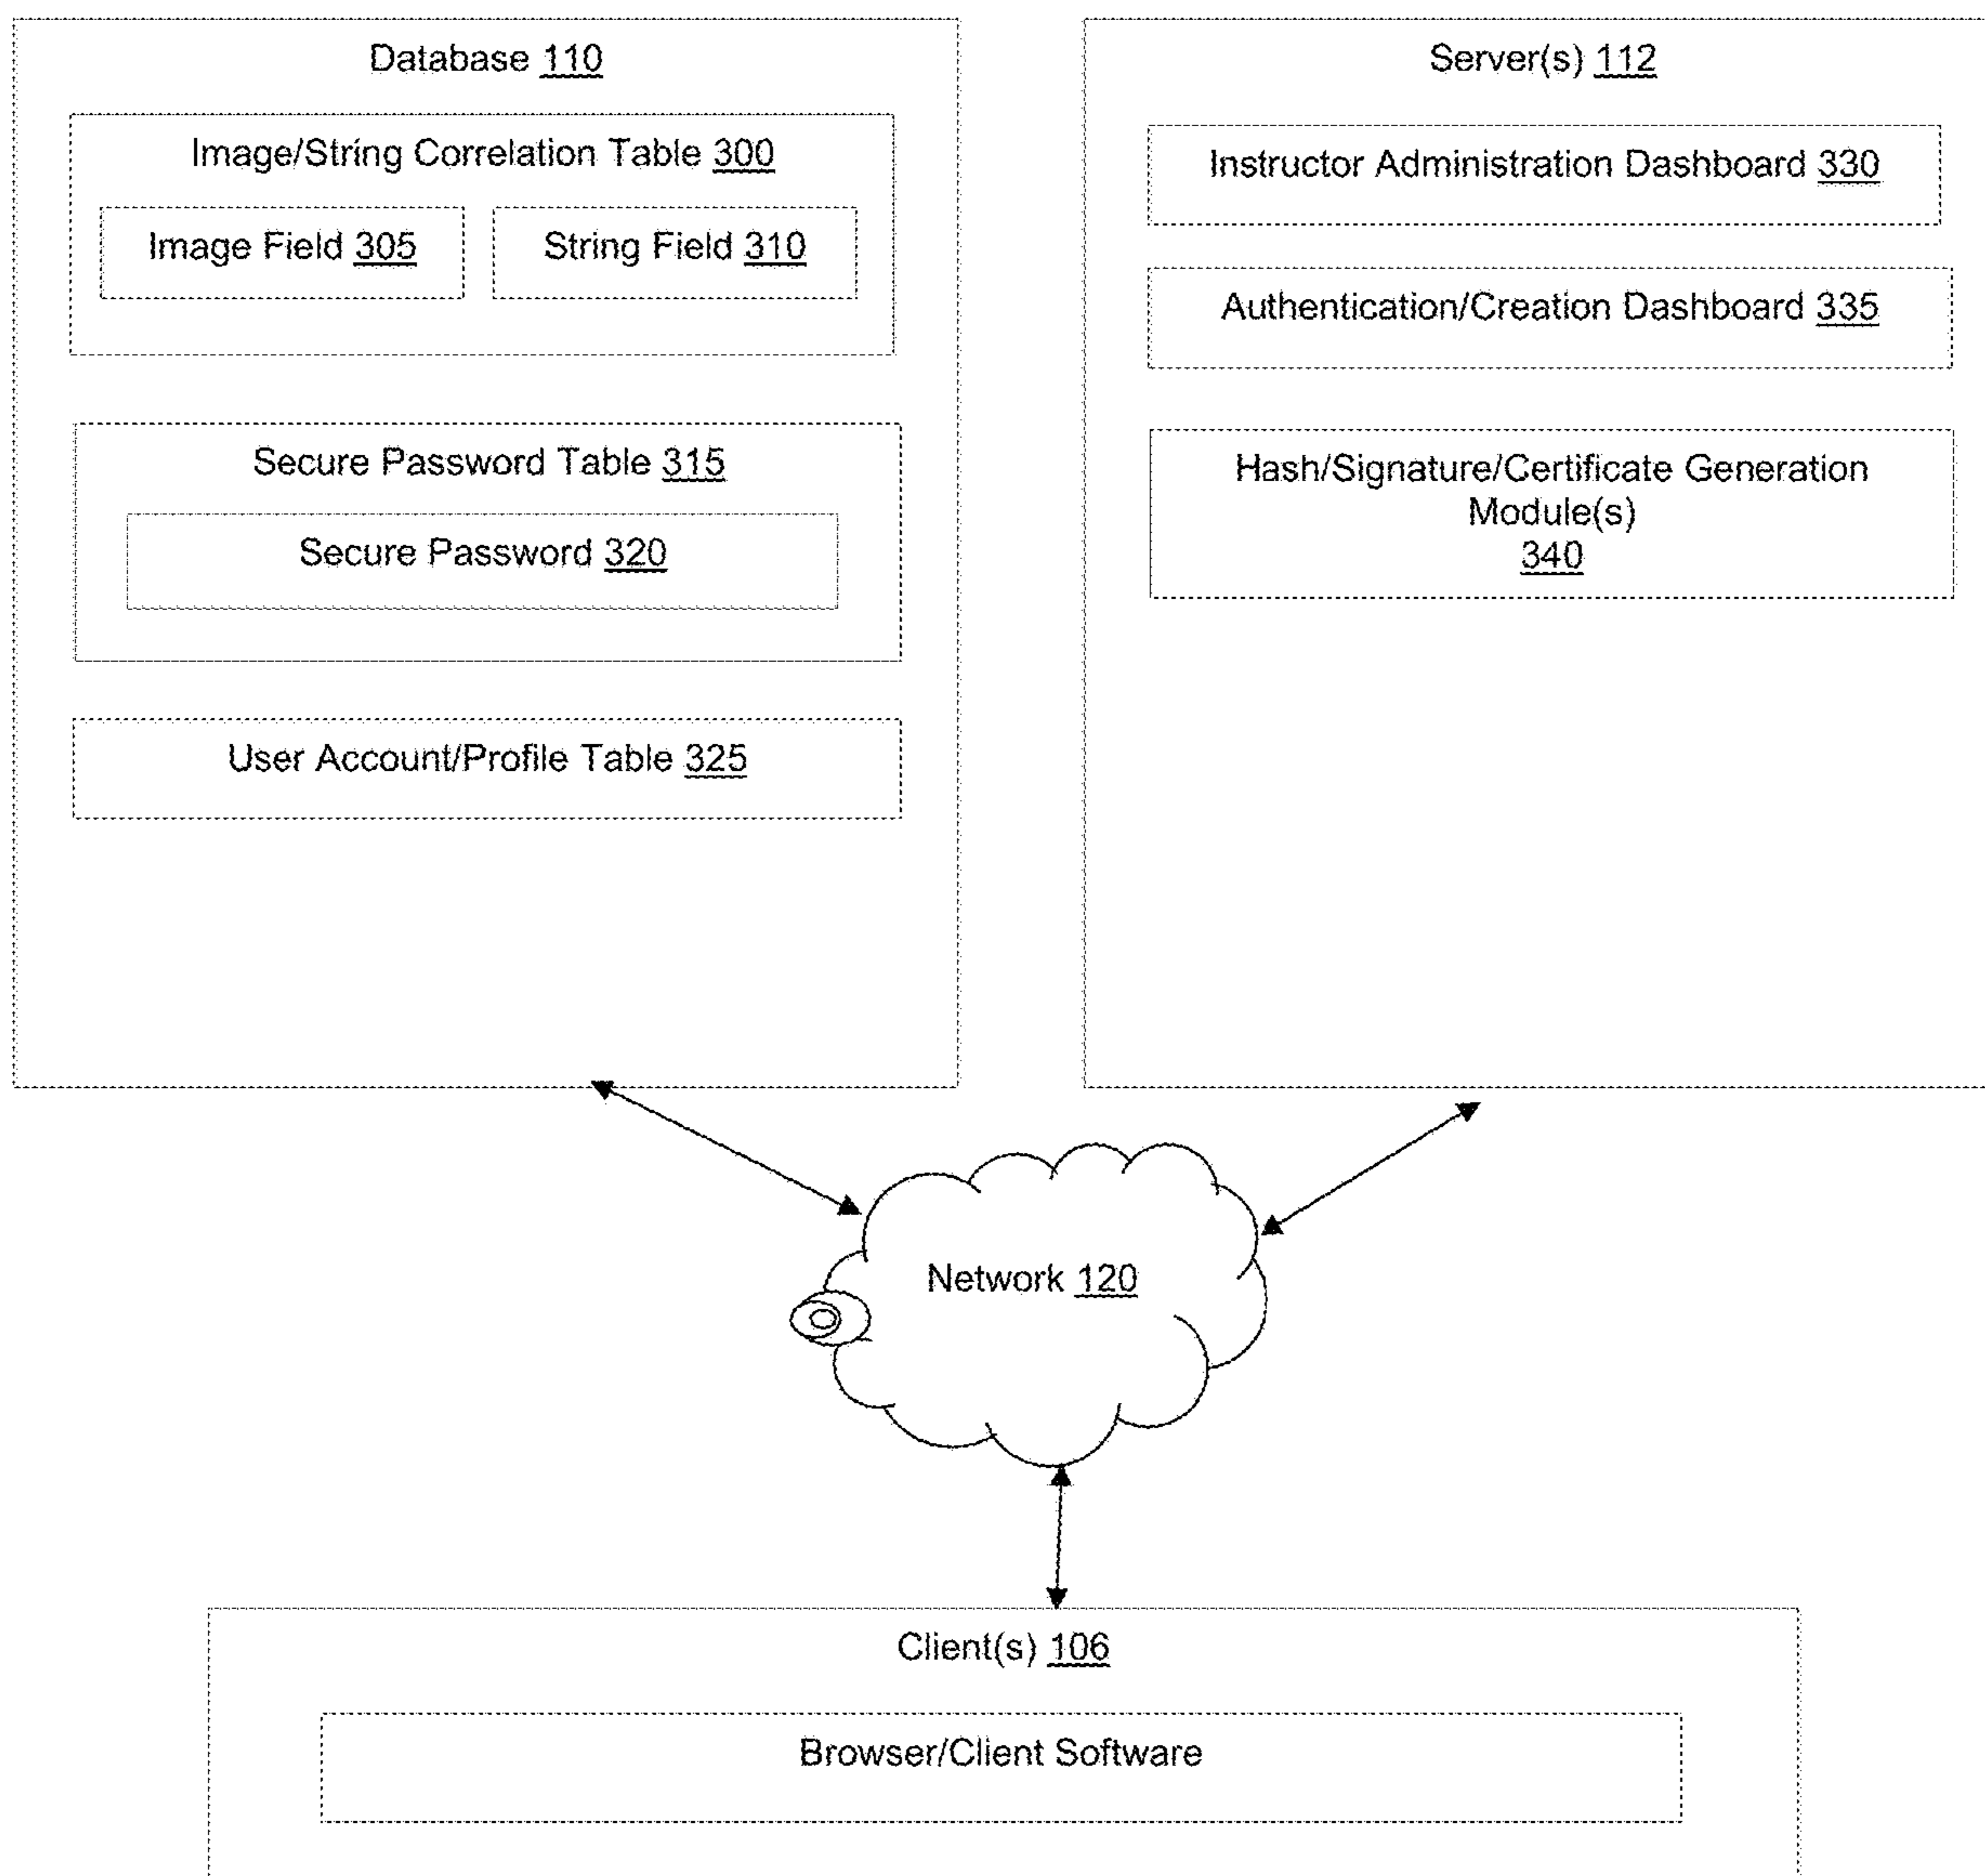 Database 110
Image/String Correlation Table 300
Image Field 305
String Field 310
Secure Password Table 315
Secure Password 320
User Account/Profile Table 325
Server(s) 112
Instructor Administration Dashboard 330
Authentication/Creation Dashboard 335
Hash/Signature/Certificate Generation
Module(s)
340
Network 120
Client(s) 106
Browser/Client Software